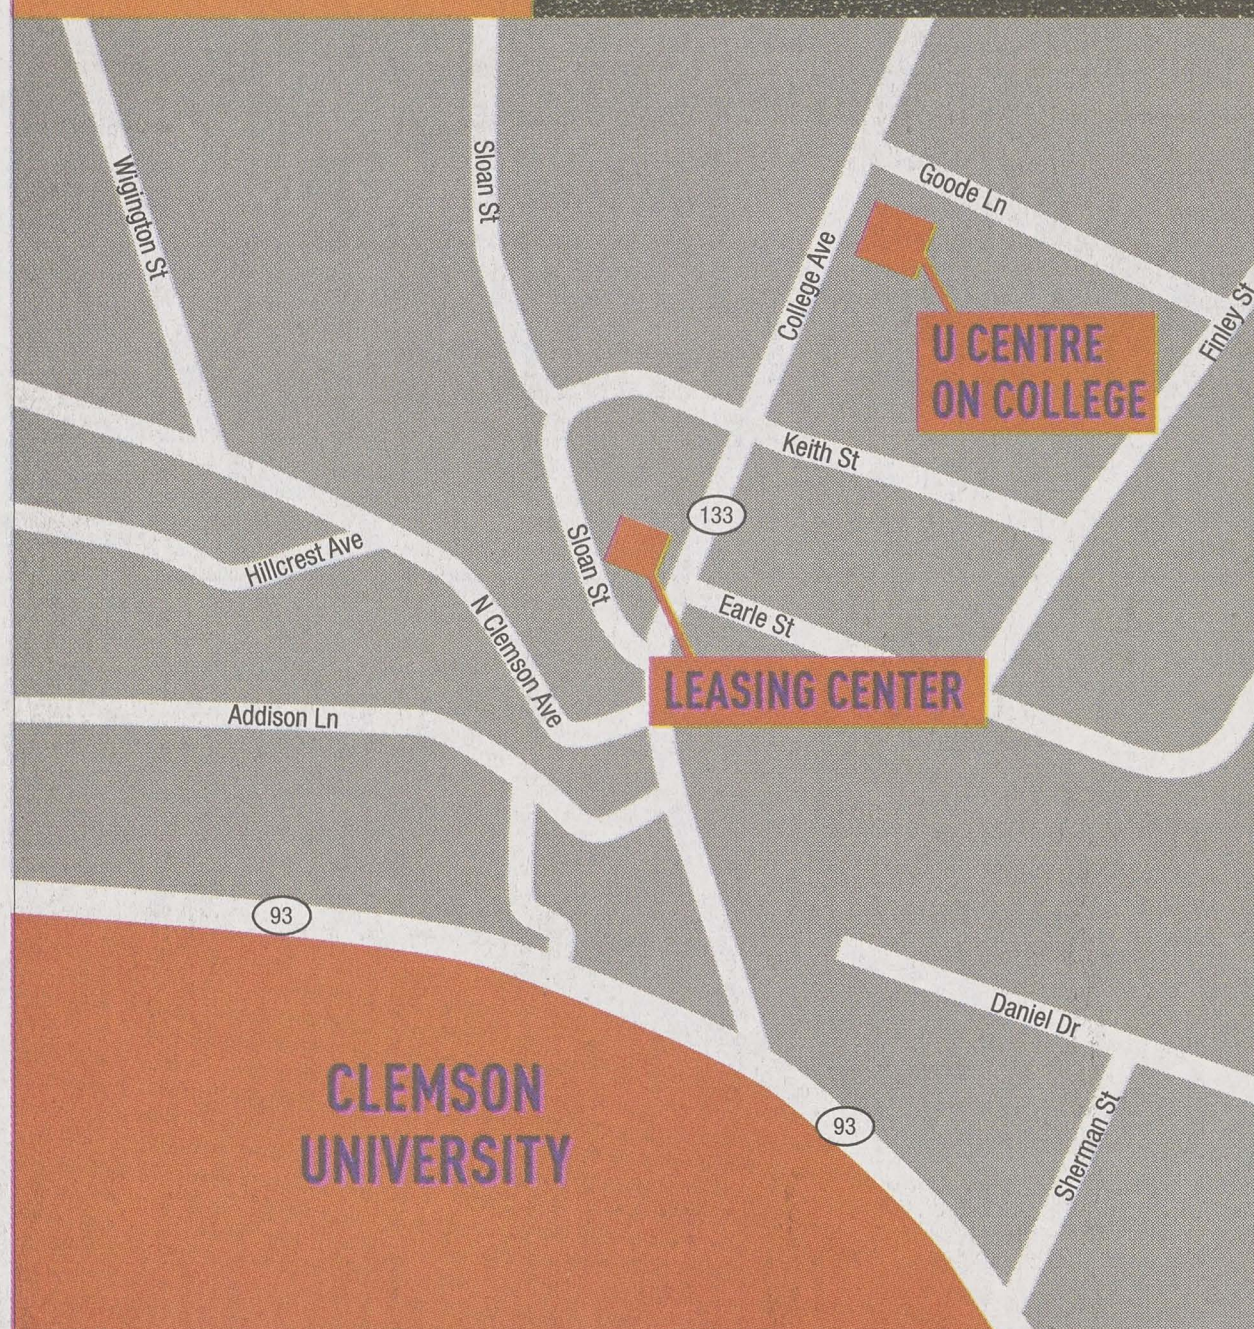 Wigington St
Sloan St
College Ave
Goode Ln
Finley St
U CENTRE
ON COLLEGE
Keith St
133
Hillcrest Ave
Sloan St
N Clemson Ave
Earle St
LEASING CENTER
Addison Ln
93
Daniel Dr
CLEMSON
UNIVERSITY
93
Sherman St